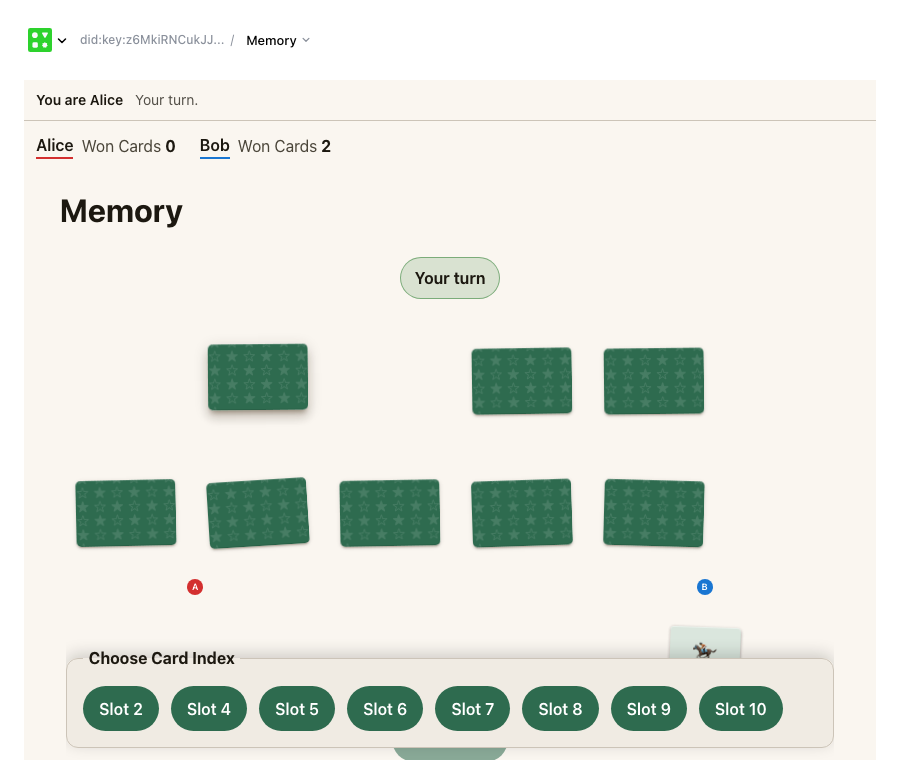 did:key:z6MkiRNCukJJ... / Memory
You are Alice Your turn.
Alice Won Cards 0 Bob Won Cards 2
Memory
Your turn
A B
Choose Card Index
Slot 2 Slot 4 Slot 5 Slot 6 Slot 7 Slot 8 Slot 9 Slot 10